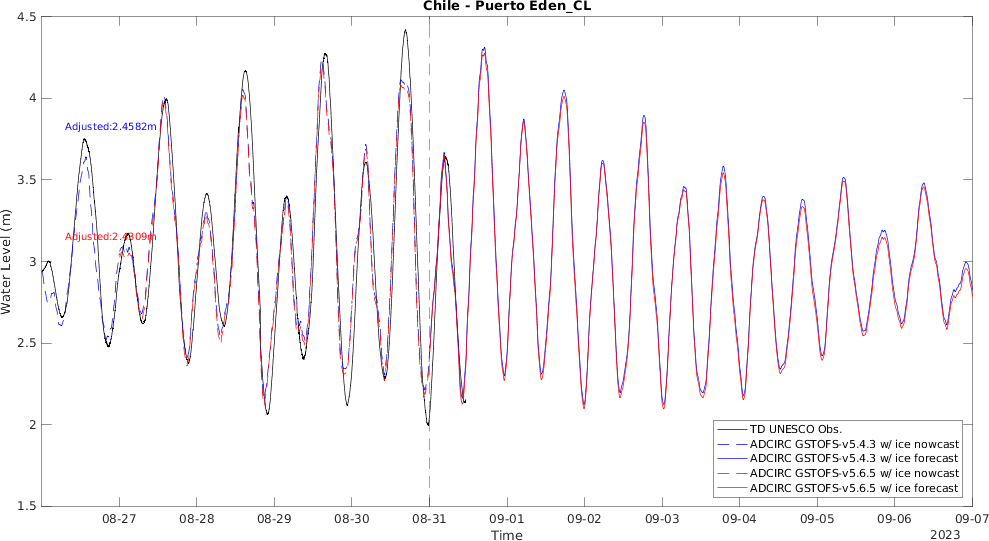 Chile - Puerto Eden_CL
4.5
4
3.5
3
2.5
2
1.5
Water Level (m)
Adjusted:2.4582m
Adjusted:2.4309m
TD UNESCO Obs.
ADCIRC GSTOFS-v5.4.3 w/ ice nowcast
ADCIRC GSTOFS-v5.4.3 w/ ice forecast
ADCIRC GSTOFS-v5.6.5 w/ ice nowcast
ADCIRC GSTOFS-v5.6.5 w/ ice forecast
08-27 08-28 08-29 08-30 08-31 09-01 09-02 09-03 09-04 09-05 09-06 09-07
Time
2023